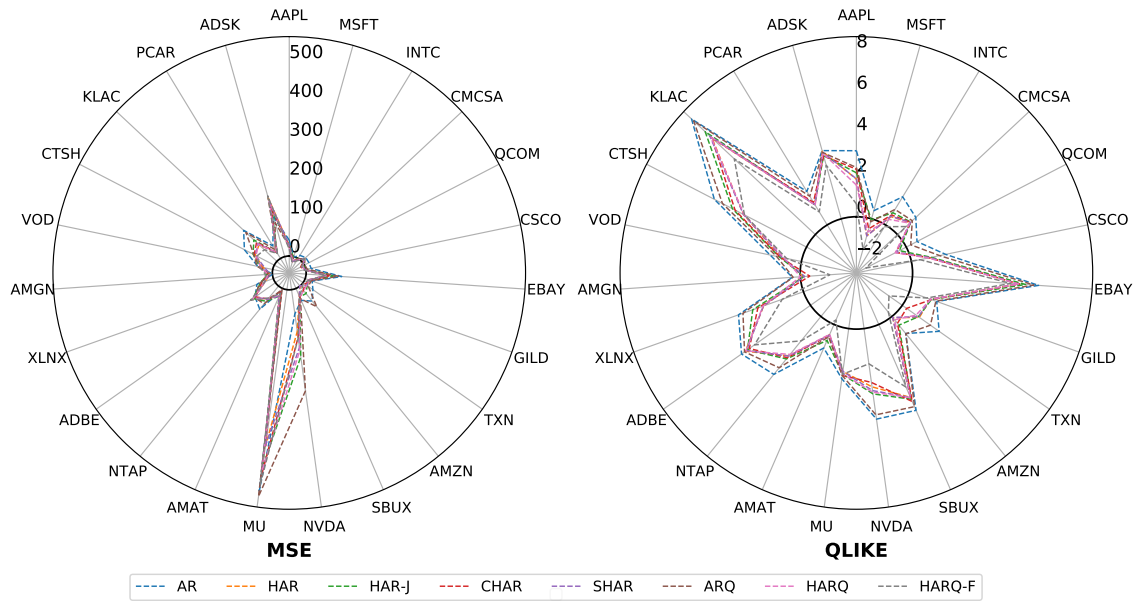 AAPL
MSFT
INTC
CMCSA
QCOM
CSCO
EBAY
GILD
TXN
AMZN
SBUX
NVDA
MU
AMAT
NTAP
ADBE
XLNX
AMGN
VOD
CTSH
KLAC
PCAR
ADSK
500
400
300
200
100
0
MSE
AAPL
MSFT
INTC
CMCSA
QCOM
CSCO
EBAY
GILD
TXN
AMZN
SBUX
NVDA
MU
AMAT
NTAP
ADBE
XLNX
AMGN
VOD
CTSH
KLAC
PCAR
ADSK
8
6
4
2
0
−2
QLIKE
AR HAR HAR-J CHAR SHAR ARQ HARQ HARQ-F